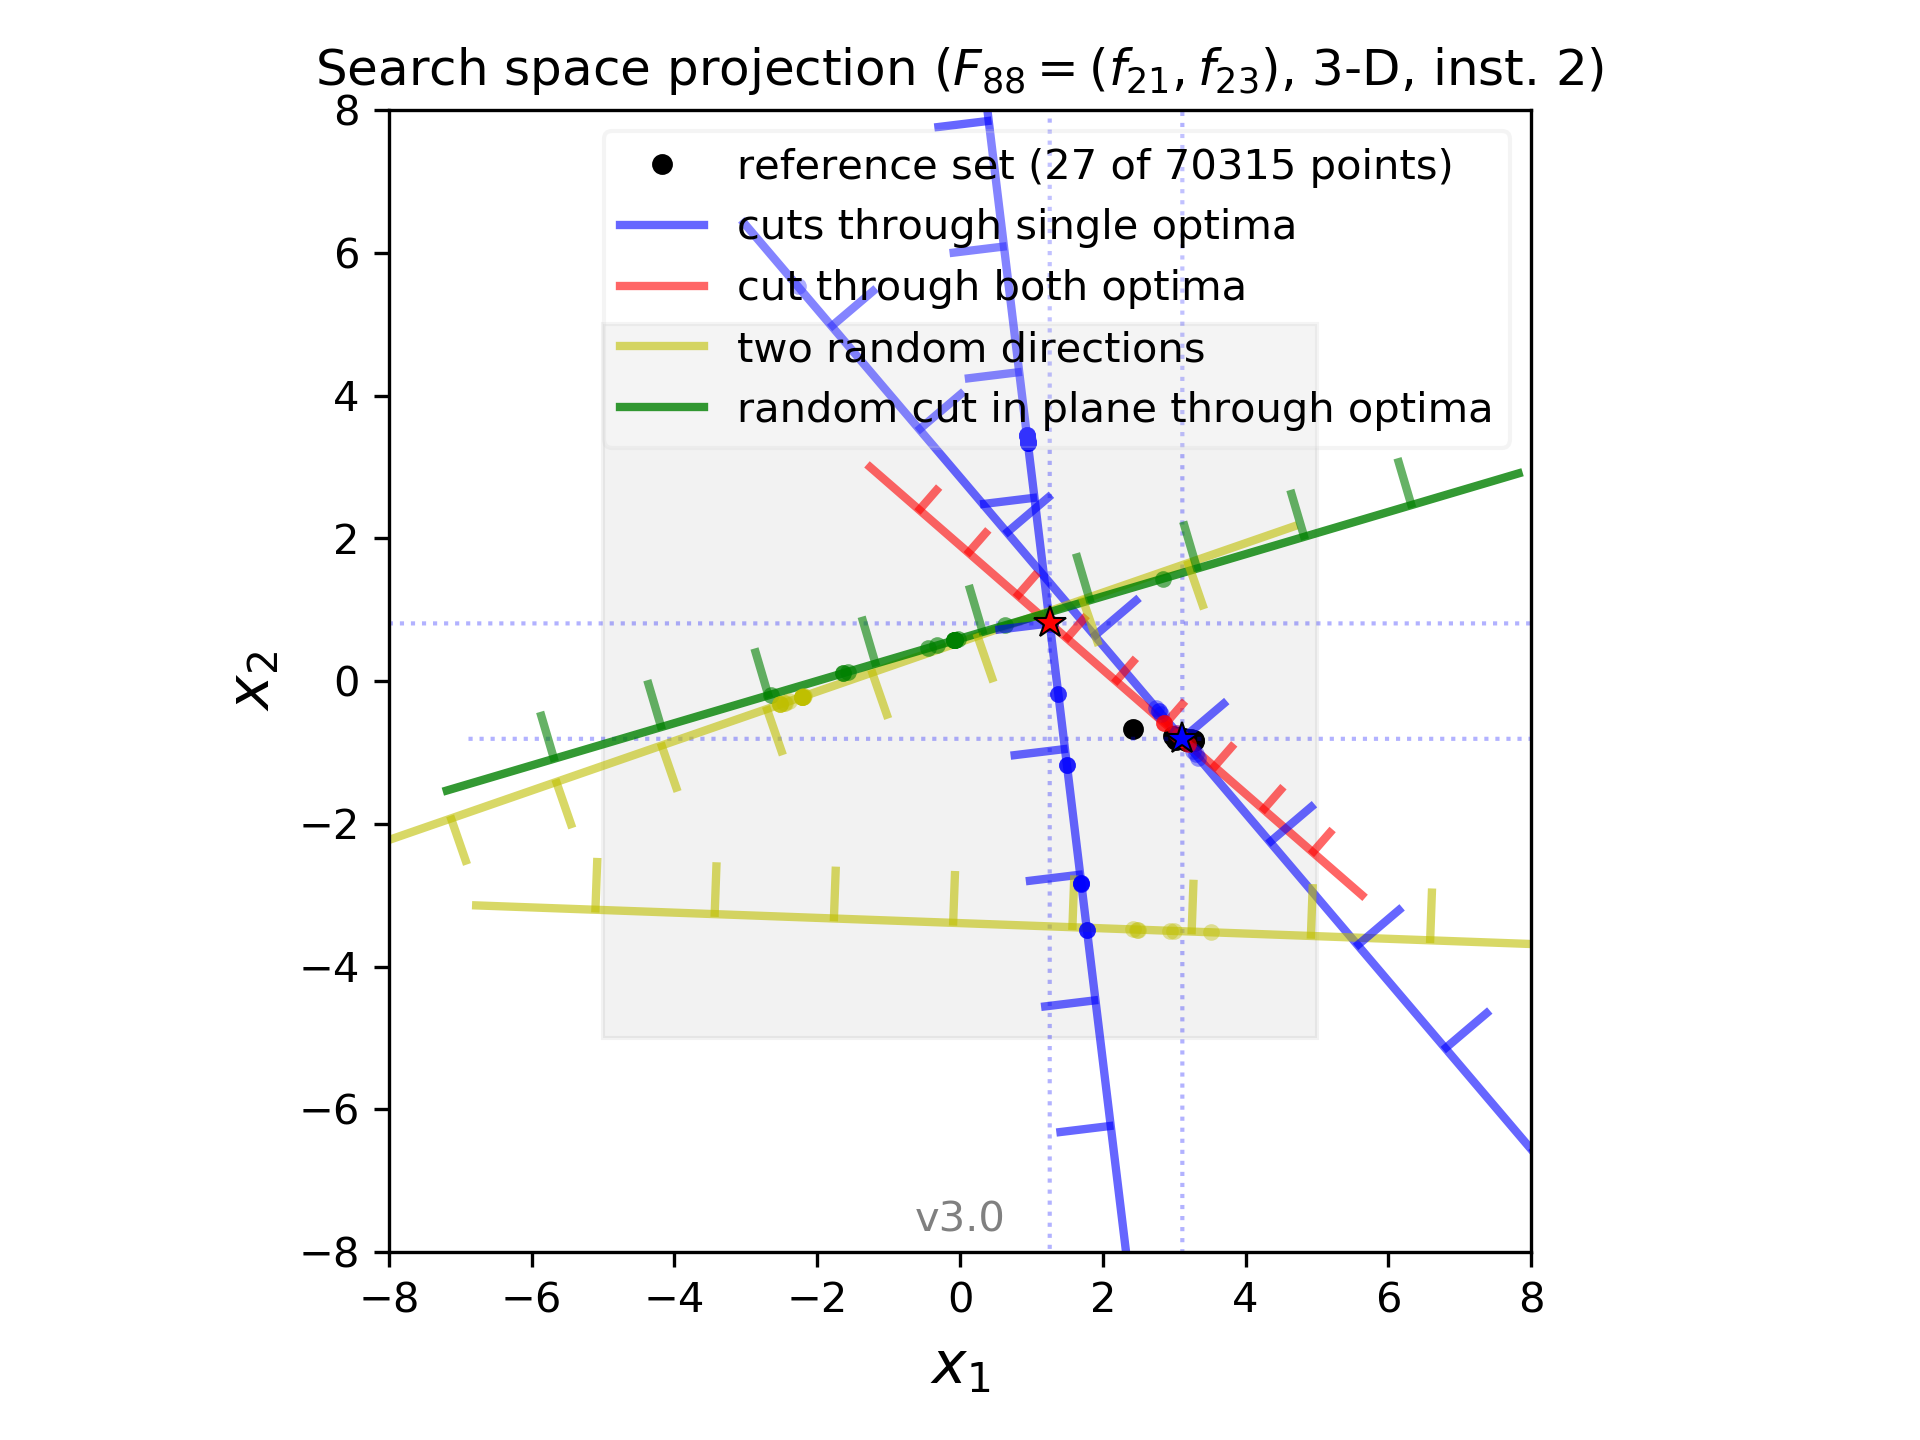 Search space projection (F₈₈ = (f₂₁, f₂₃), 3-D, inst. 2)
reference set (27 of 70315 points)
cuts through single optima
cut through both optima
two random directions
random cut in plane through optima
8
6
4
2
0
−2
−4
−6
−8
x₂
v3.0
−8 −6 −4 −2 0 2 4 6 8
x₁